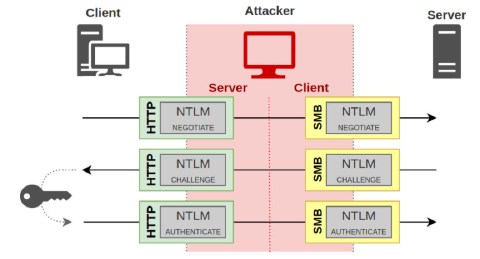 Client
Attacker
Server
Server
Client
HTTP
NTLM
NEGOTIATE
SMB
NTLM
NEGOTIATE
HTTP
NTLM
CHALLENGE
SMB
NTLM
CHALLENGE
HTTP
NTLM
AUTHENTICATE
SMB
NTLM
AUTHENTICATE